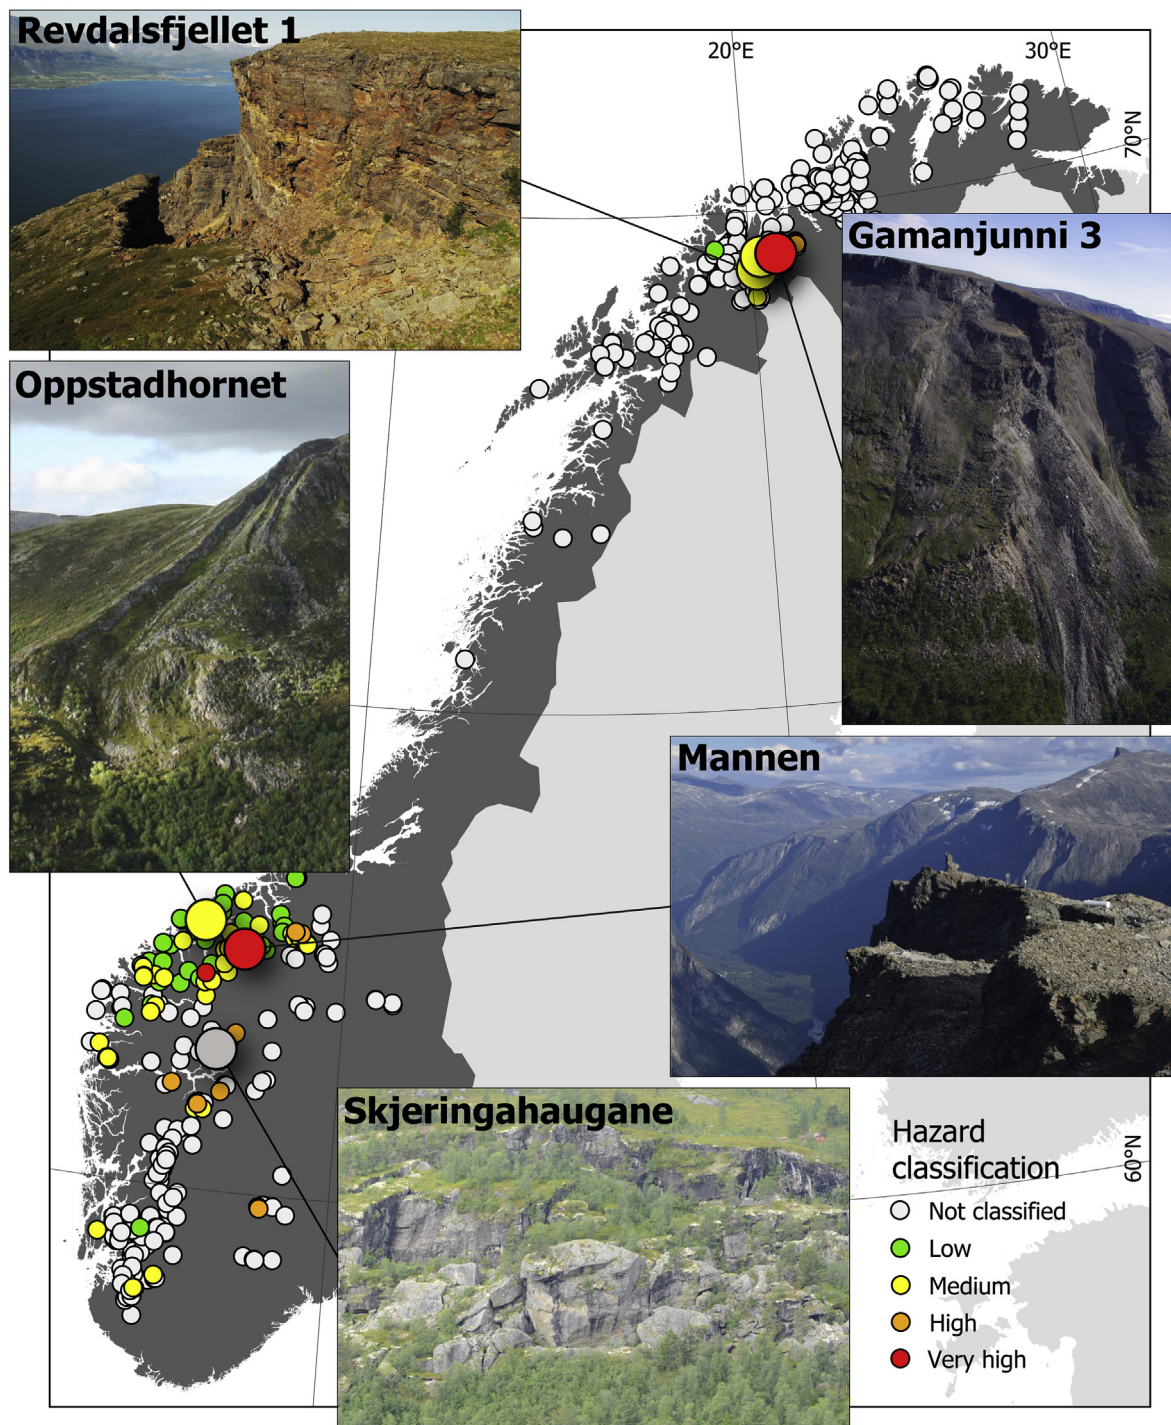 Revdalsfjellet 1
20°E
30°E
70°N
Gamanjunni 3
Oppstadhornet
Mannen
Skjeringahaugane
60°N
Hazard
classification
Not classified
Low
Medium
High
Very high